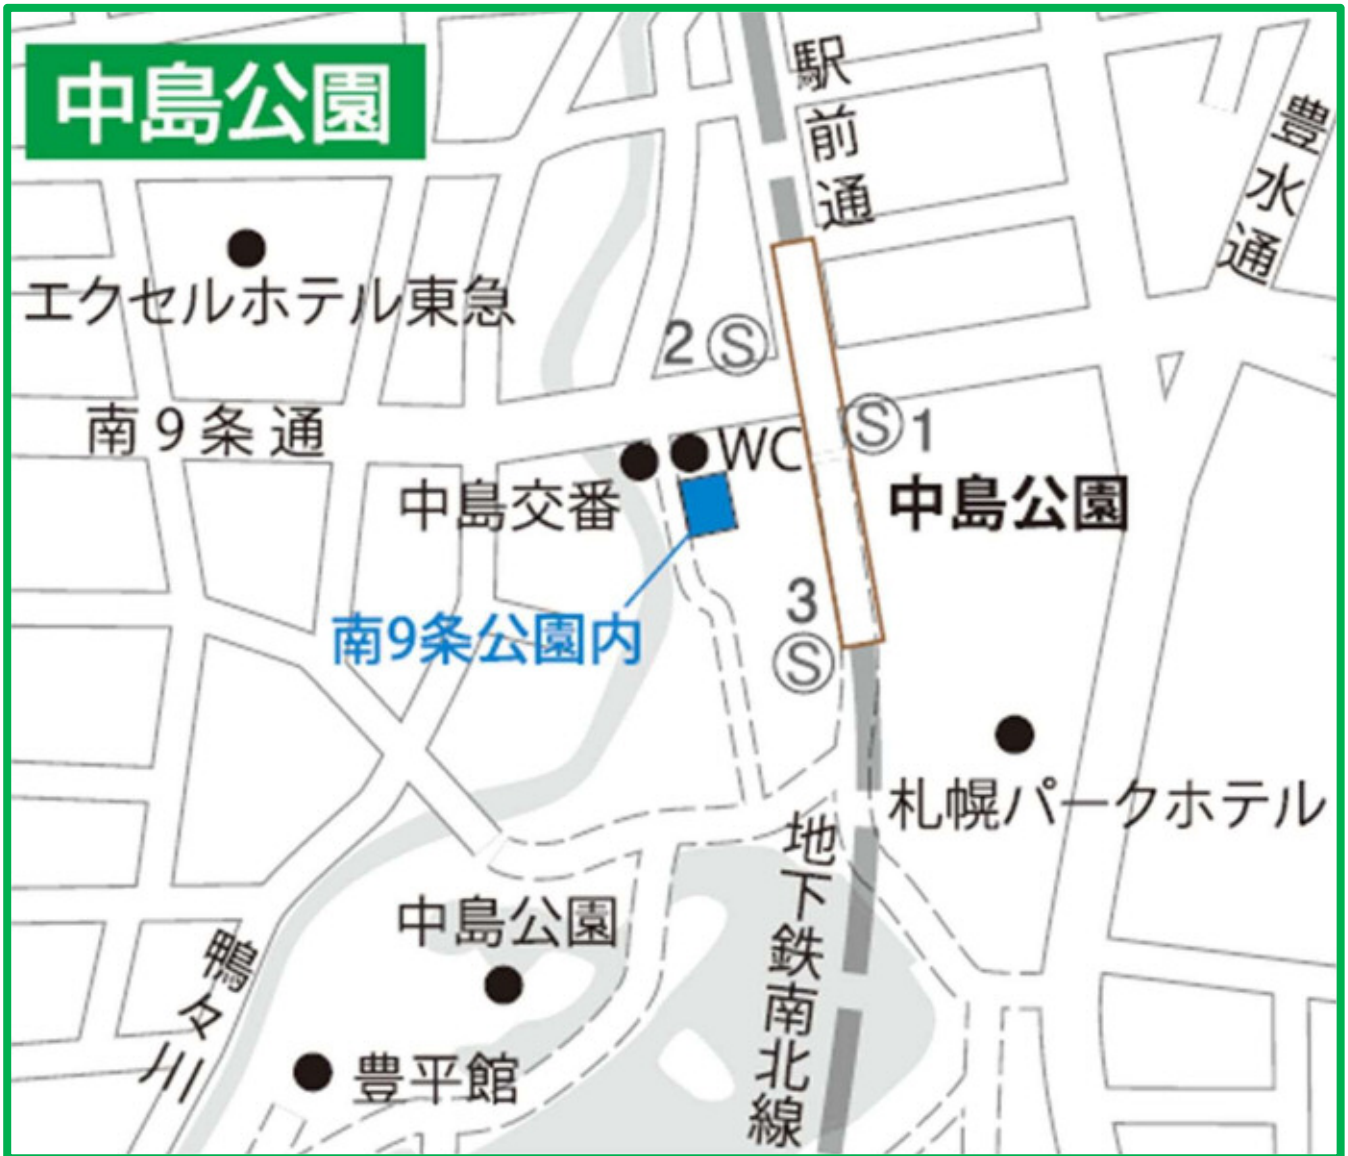 中島公園
駅前通
豊水通
エクセルホテル東急
2 Ⓢ
南9条通
Ⓢ 1
WC
中島交番
中島公園
3
Ⓢ
南9条公園内
札幌パークホテル
地下鉄南北線
中島公園
鴨々川
豊平館